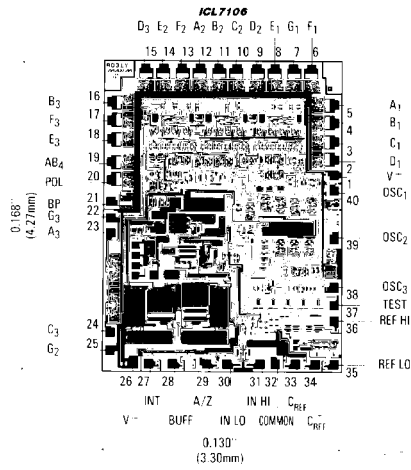 ICL7106
D3 E2 F2 A2 B2 C2 D2 E1 G1 F1
15 14 13 12 11 10 9 8 7 6
B3 16
F3 17
E3 18
AB4 19
POL 20
BP 21
G3 22
A3 23
C3 24
G2 25
5 A1
4 B1
3 C1
2 D1
1 V
40 OSC1
39 OSC2
38 OSC3
37 TEST
36 REF HI
35 REF LO
0.168"
(4.27mm)
26 27 28 29 30 31 32 33 34
INT A/Z IN HI CREF
V− BUFF IN LO COMMON CREF
0.130"
(3.30mm)